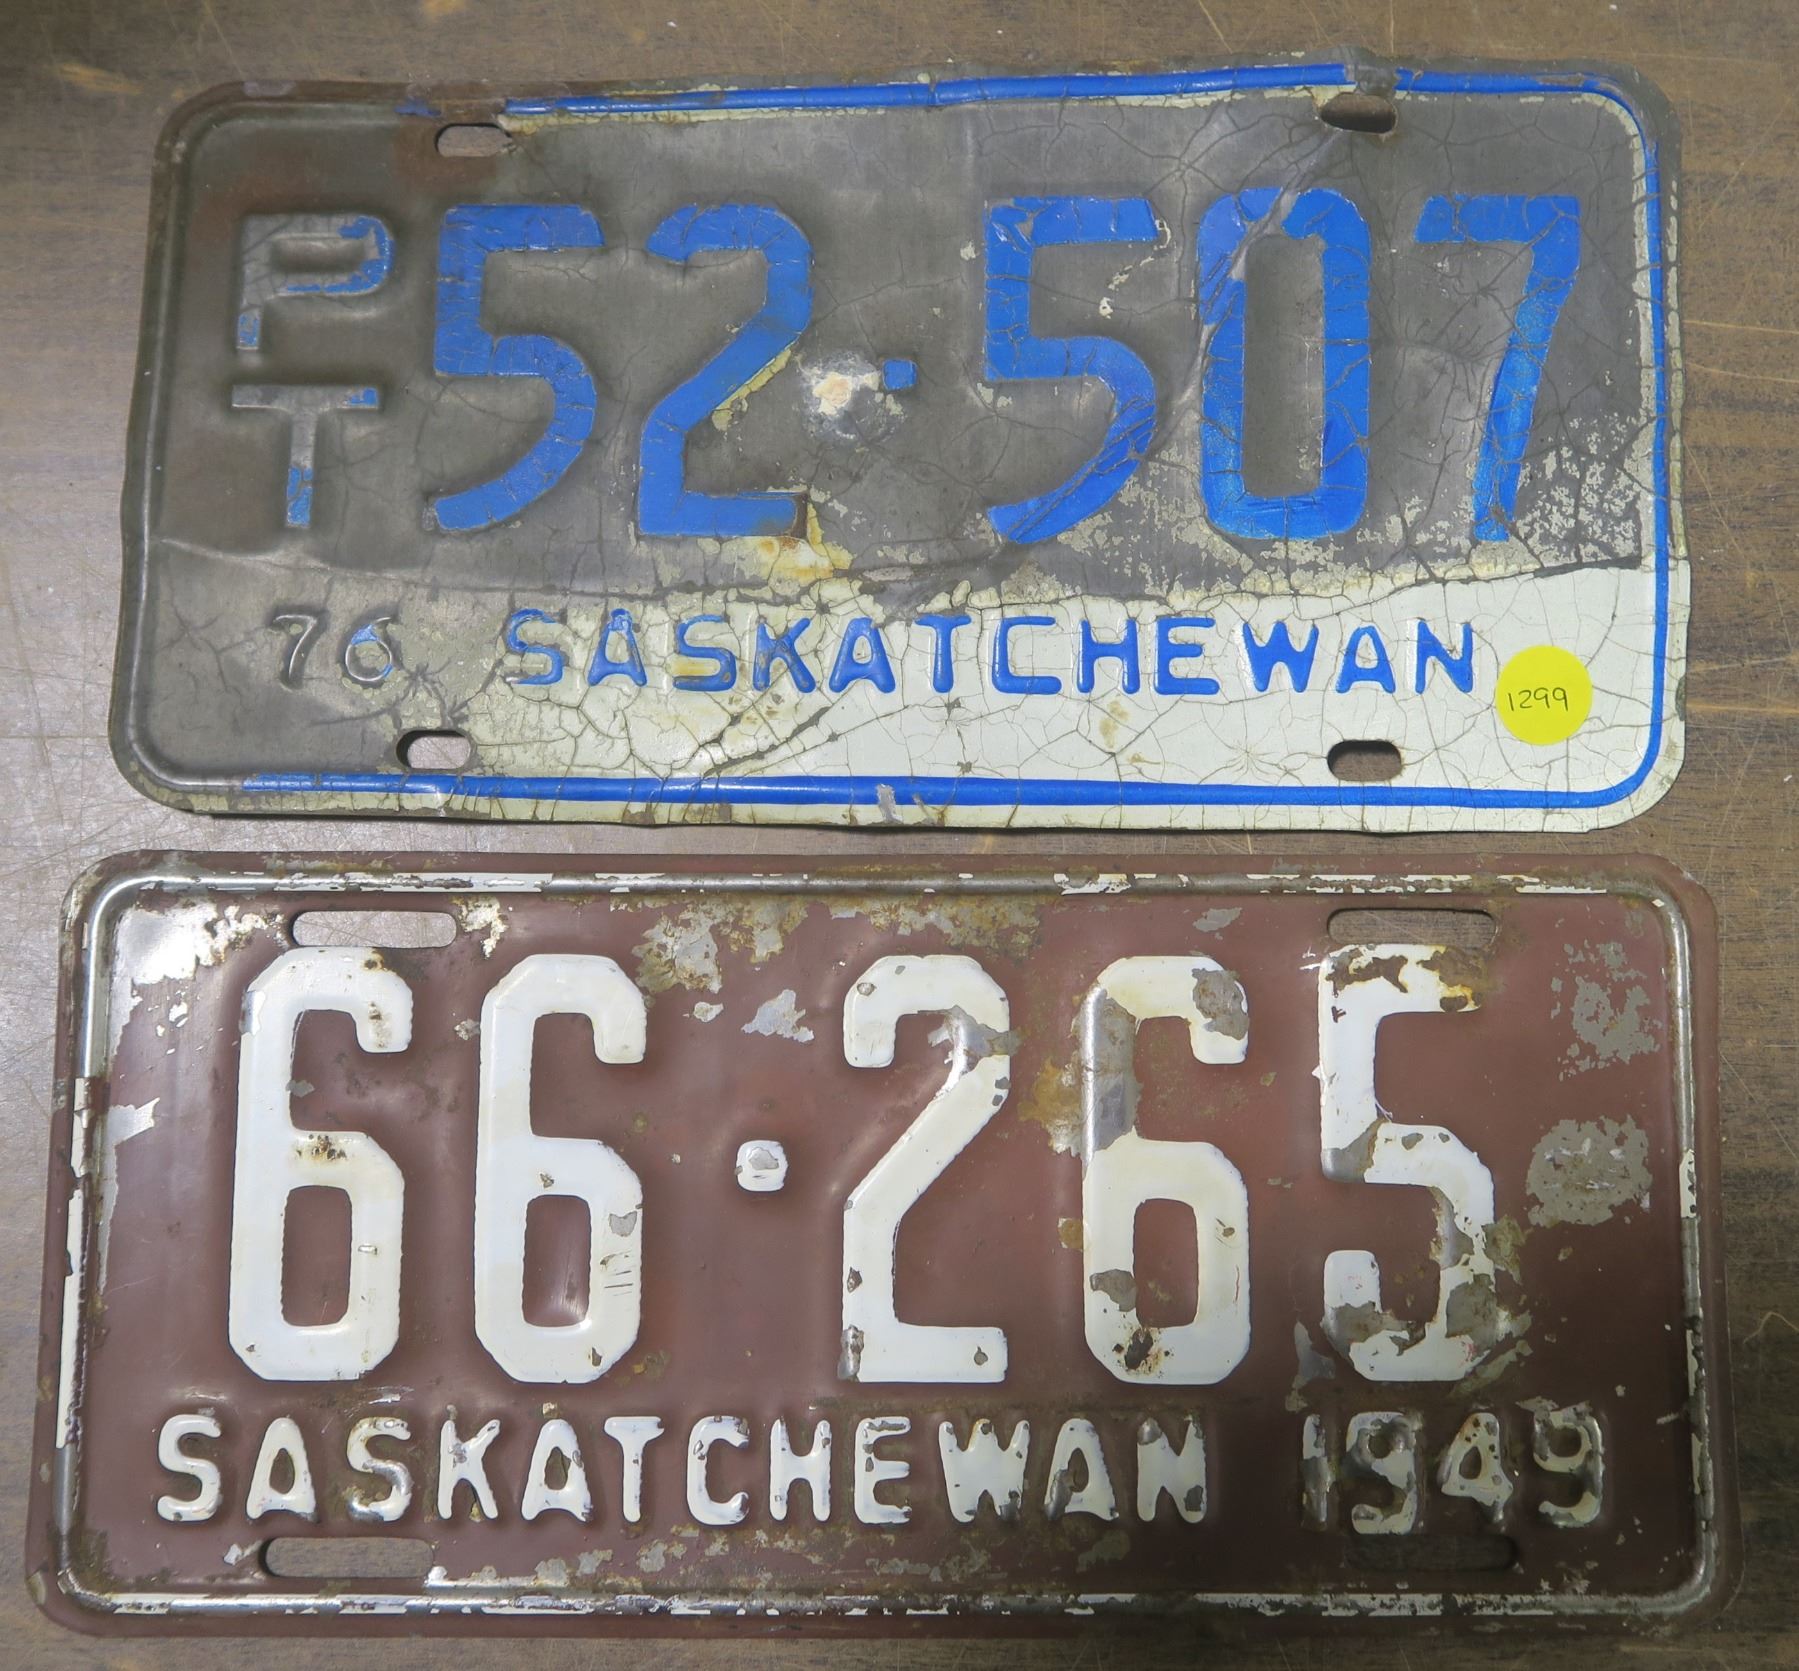 PT 52·507
76 SASKATCHEWAN
1299
66·265
SASKATCHEWAN 1949